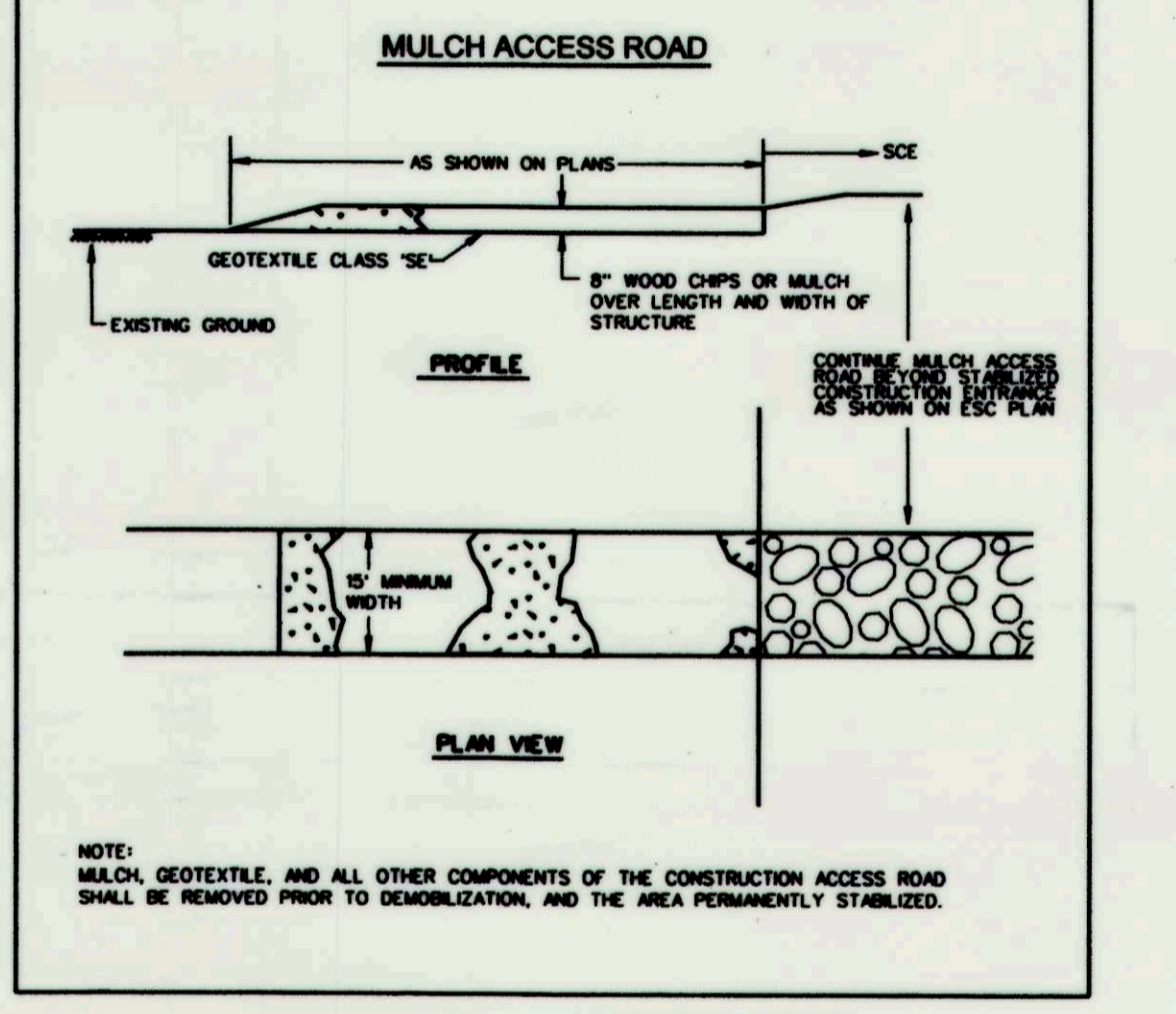 MULCH ACCESS ROAD
AS SHOWN ON PLANS
SCE
GEOTEXTILE CLASS 'SE'
8" WOOD CHIPS OR MULCH
OVER LENGTH AND WIDTH OF
STRUCTURE
EXISTING GROUND
PROFILE
CONTINUE MULCH ACCESS
ROAD BEYOND STABILIZED
CONSTRUCTION ENTRANCE
AS SHOWN ON ESC PLAN
15' MINIMUM
WIDTH
PLAN VIEW
NOTE:
MULCH, GEOTEXTILE, AND ALL OTHER COMPONENTS OF THE CONSTRUCTION ACCESS ROAD
SHALL BE REMOVED PRIOR TO DEMOBILIZATION, AND THE AREA PERMANENTLY STABILIZED.